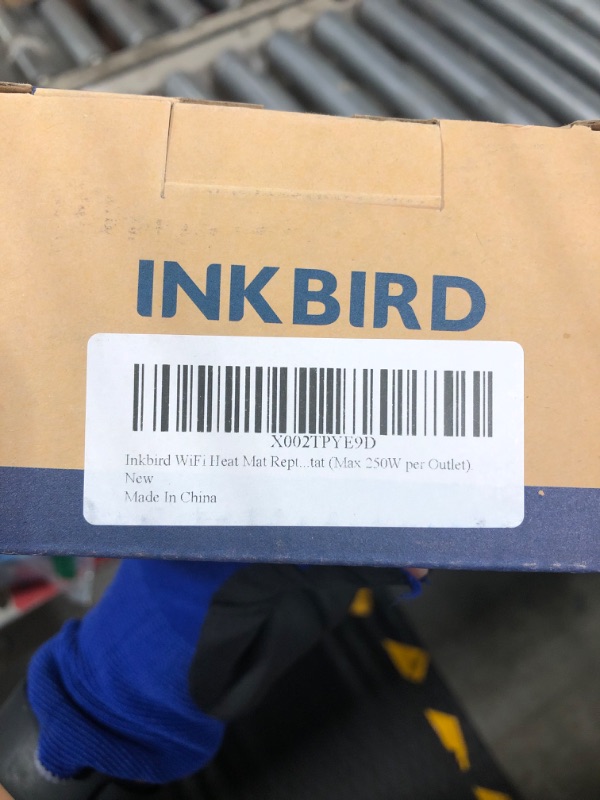 INKBIRD
X002TPYE9D
Inkbird WiFi Heat Mat Rept...tat (Max 250W per Outlet).
New
Made In China